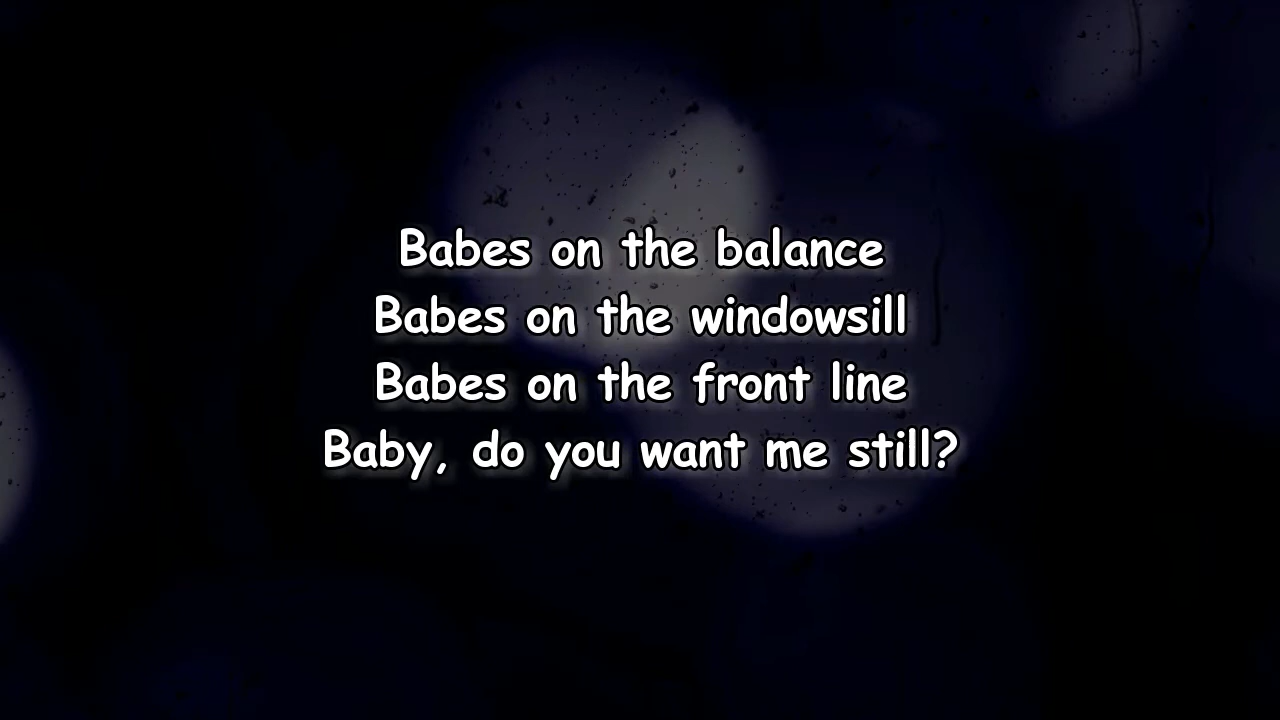 Babes on the balance
Babes on the windowsill
Babes on the front line
Baby, do you want me still?